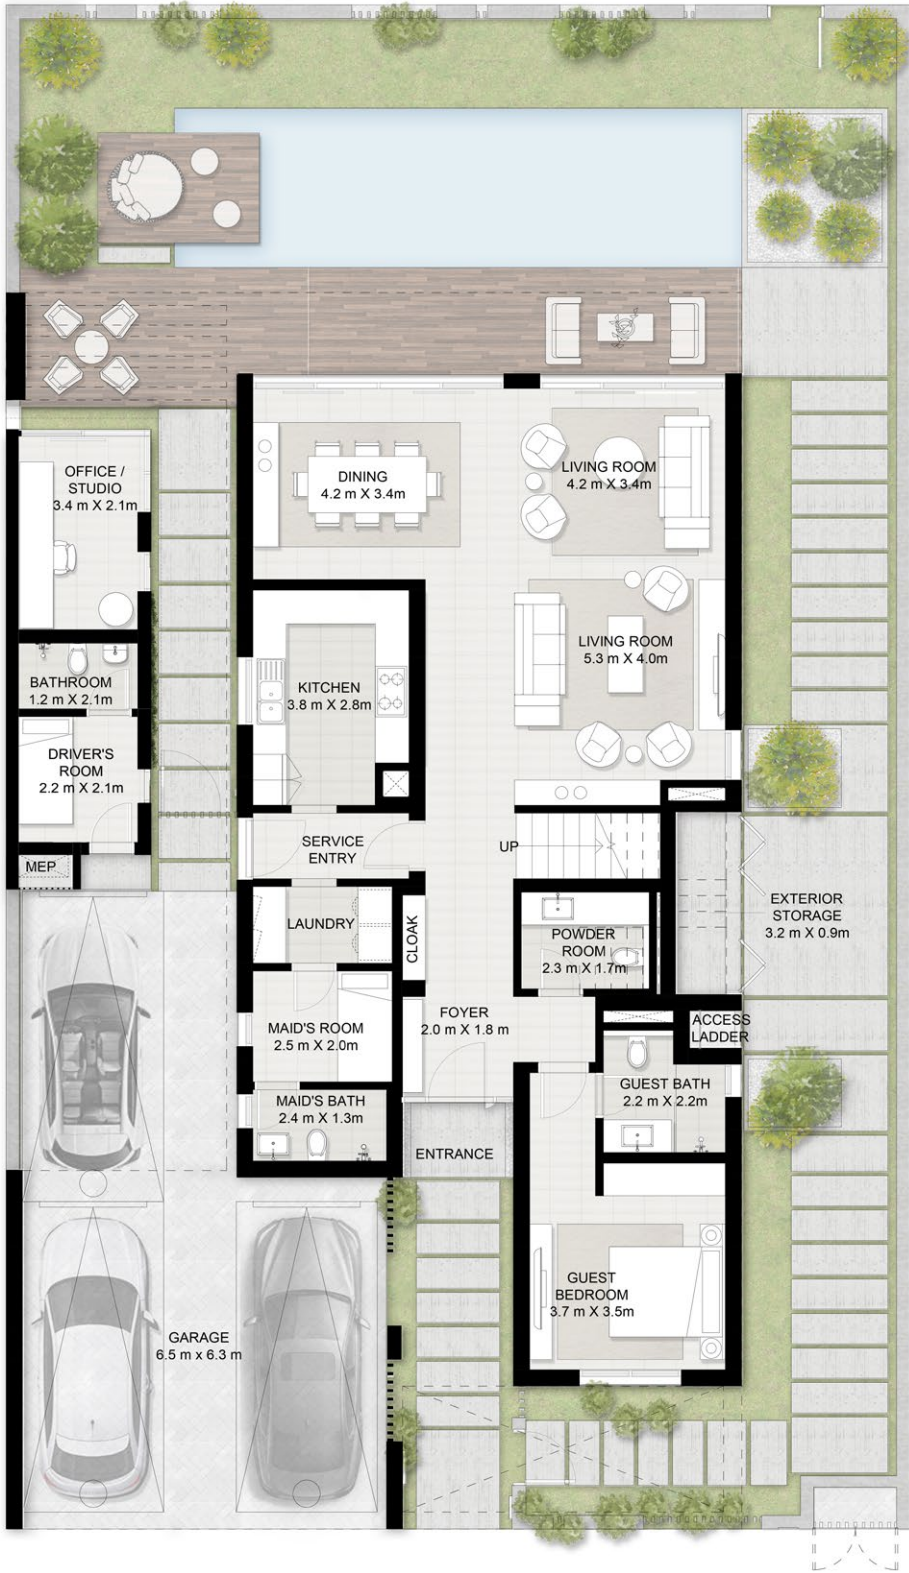 DINING
4.2 m X 3.4m
LIVING ROOM
4.2 m X 3.4m
OFFICE /
STUDIO
3.4 m X 2.1m
LIVING ROOM
5.3 m X 4.0m
KITCHEN
3.8 m X 2.8m
BATHROOM
1.2 m X 2.1m
DRIVER'S
ROOM
2.2 m X 2.1m
MEP
SERVICE
ENTRY
UP
EXTERIOR
STORAGE
3.2 m X 0.9m
LAUNDRY
CLOAK
POWDER
ROOM
2.3 m X 1.7m
FOYER
2.0 m X 1.8 m
MAID'S ROOM
2.5 m X 2.0m
ACCESS
LADDER
GUEST BATH
2.2 m X 2.2m
MAID'S BATH
2.4 m X 1.3m
ENTRANCE
GUEST
BEDROOM
3.7 m X 3.5m
GARAGE
6.5 m x 6.3 m